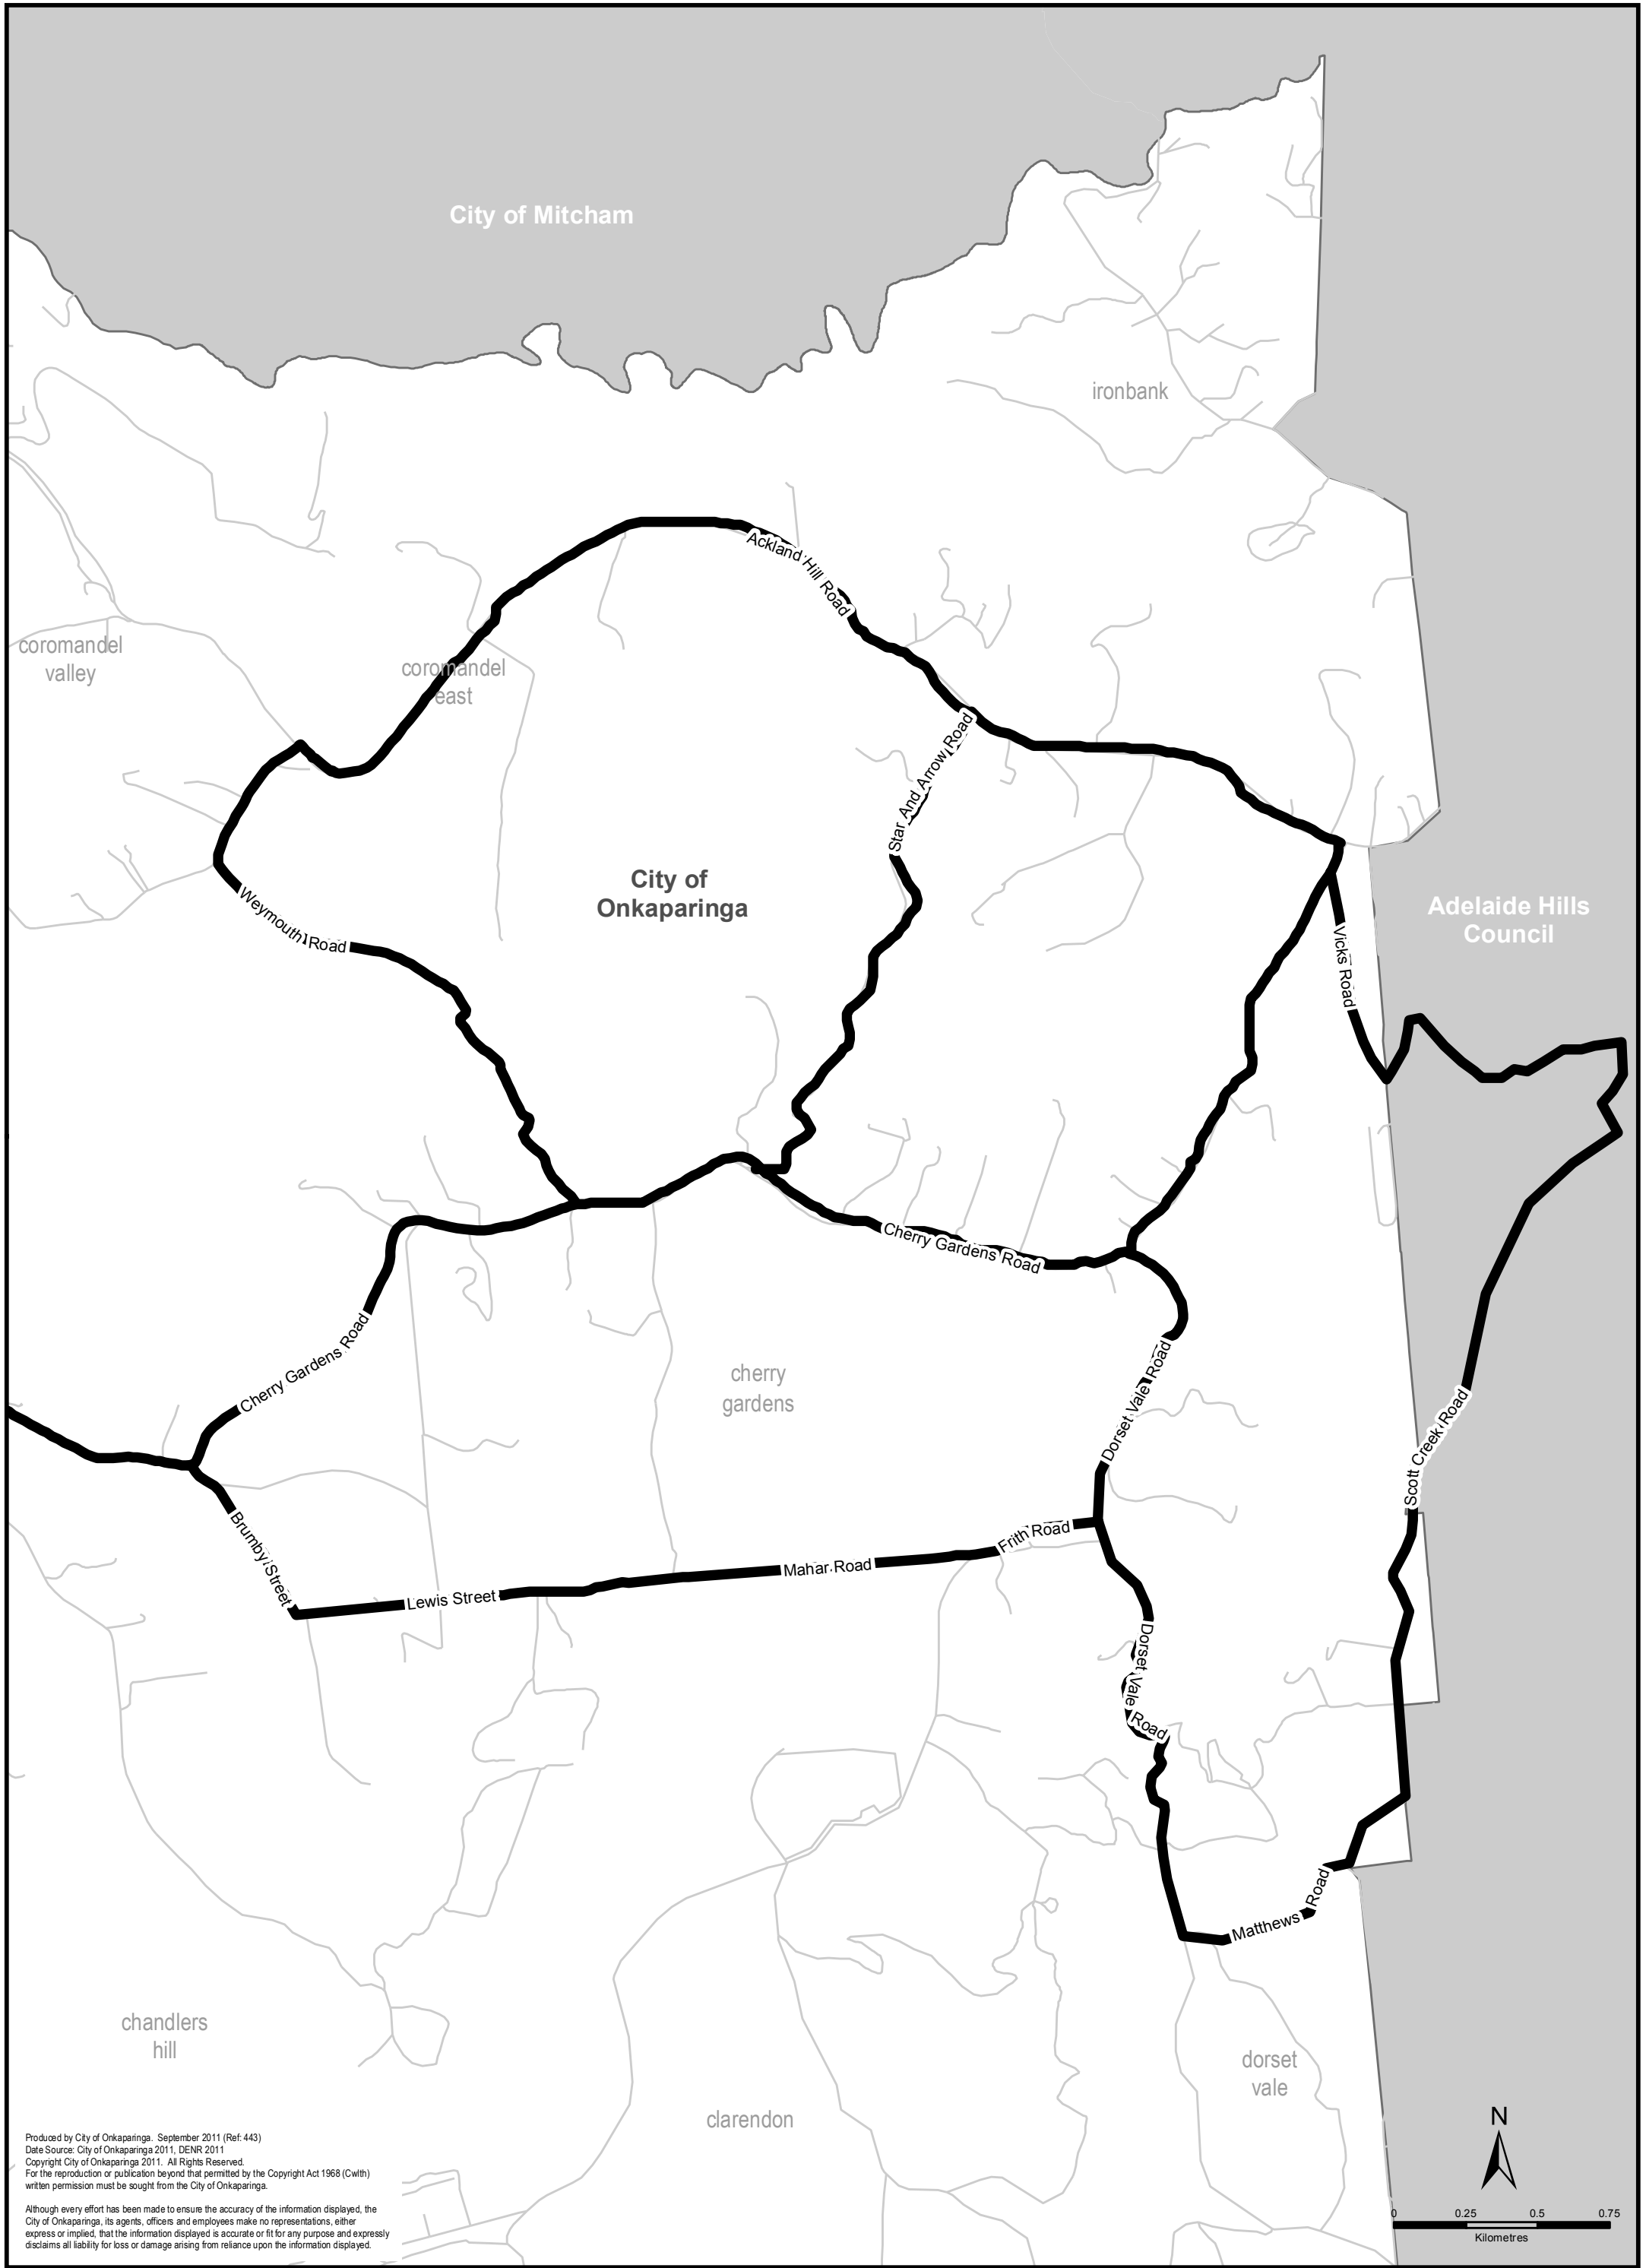 City of Mitcham
ironbank
Ackland Hill Road
coromandel
valley
coromandel
east
Star And Arrow Road
City of
Onkaparinga
Adelaide Hills
Council
Weymouth Road
Vicks Road
Cherry Gardens Road
Cherry Gardens Road
Dorset Vale Road
cherry
gardens
Scott Creek Road
Brumby Street
Frith Road
Mahar Road
Lewis Street
Dorset Vale Road
Matthews Road
chandlers
hill
dorset
vale
clarendon
N
0 0.25 0.5 0.75
Kilometres
Produced by City of Onkaparinga. September 2011 (Ref: 443)
Date Source: City of Onkaparinga 2011, DENR 2011
Copyright City of Onkaparinga 2011. All Rights Reserved.
For the reproduction or publication beyond that permitted by the Copyright Act 1968 (Cwlth)
written permission must be sought from the City of Onkaparinga.
Although every effort has been made to ensure the accuracy of the information displayed, the
City of Onkaparinga, its agents, officers and employees make no representations, either
express or implied, that the information displayed is accurate or fit for any purpose and expressly
disclaims all liability for loss or damage arising from reliance upon the information displayed.